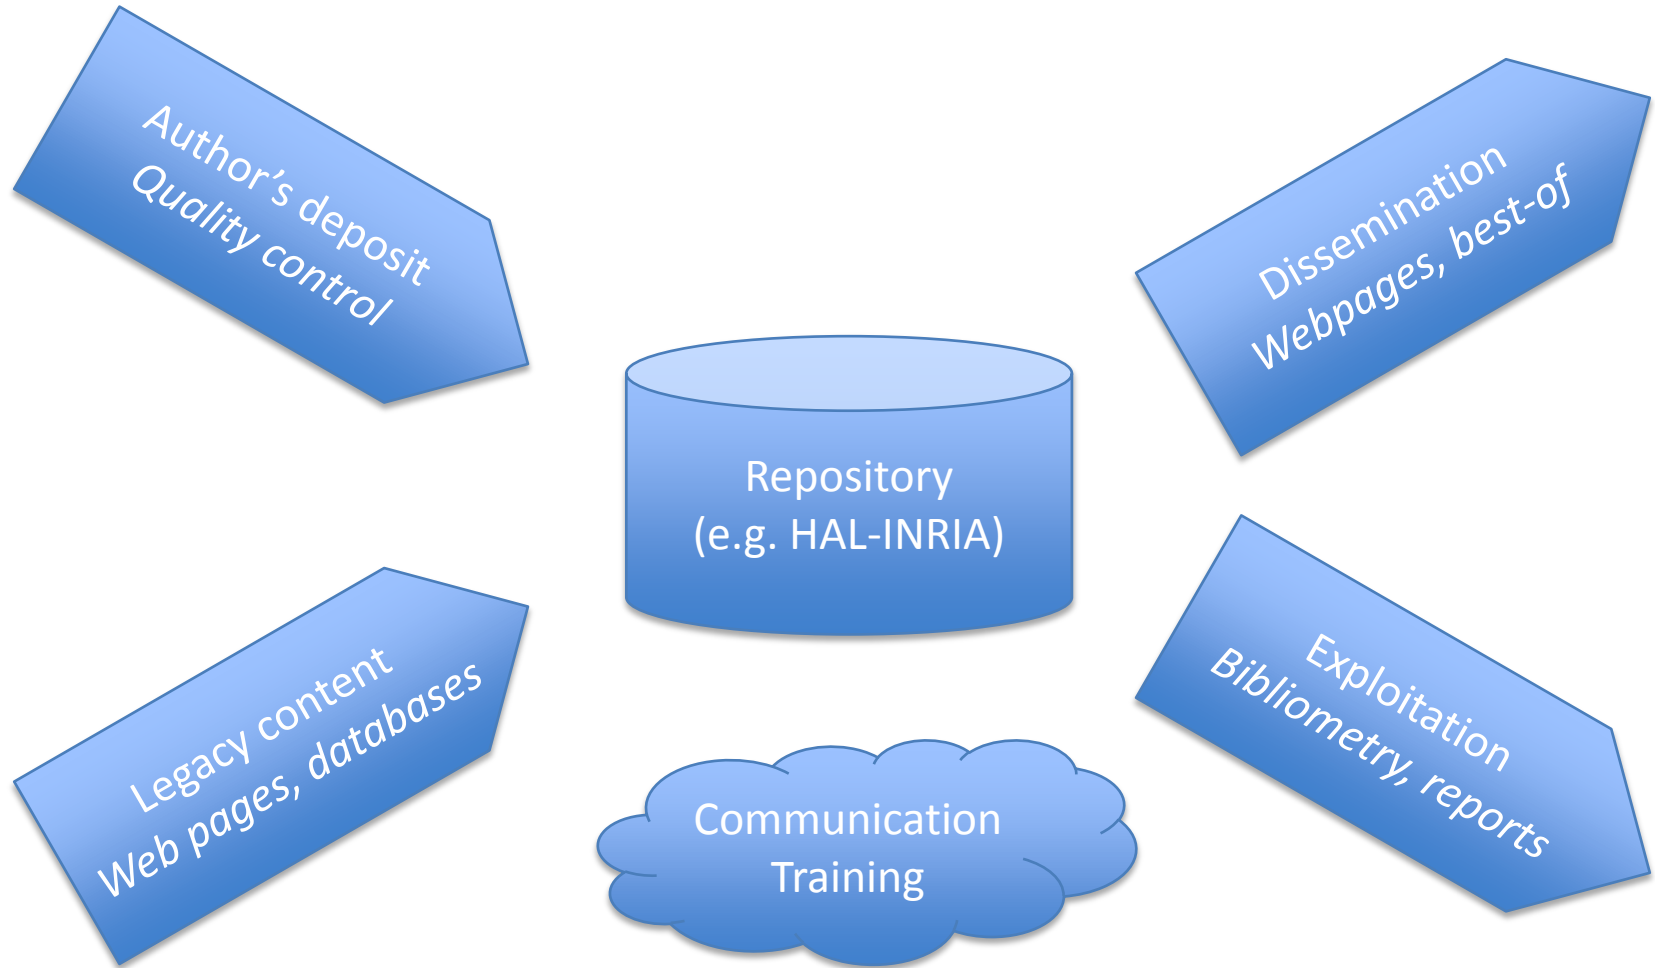 Author’s deposit
Quality control
Dissemination
Webpages, best-of
Repository
(e.g. HAL-INRIA)
Legacy content
Web pages, databases
Exploitation
Bibliometry, reports
Communication
Training